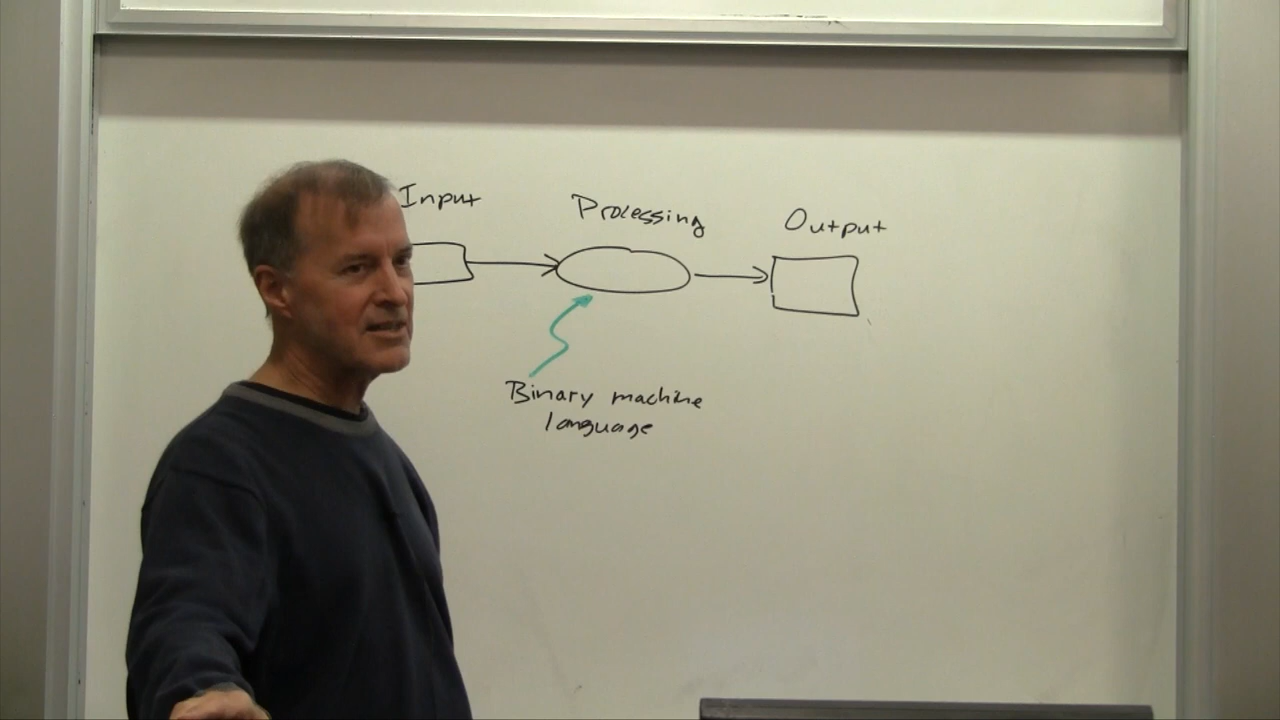 Input
Processing
Output
Binary machine
language